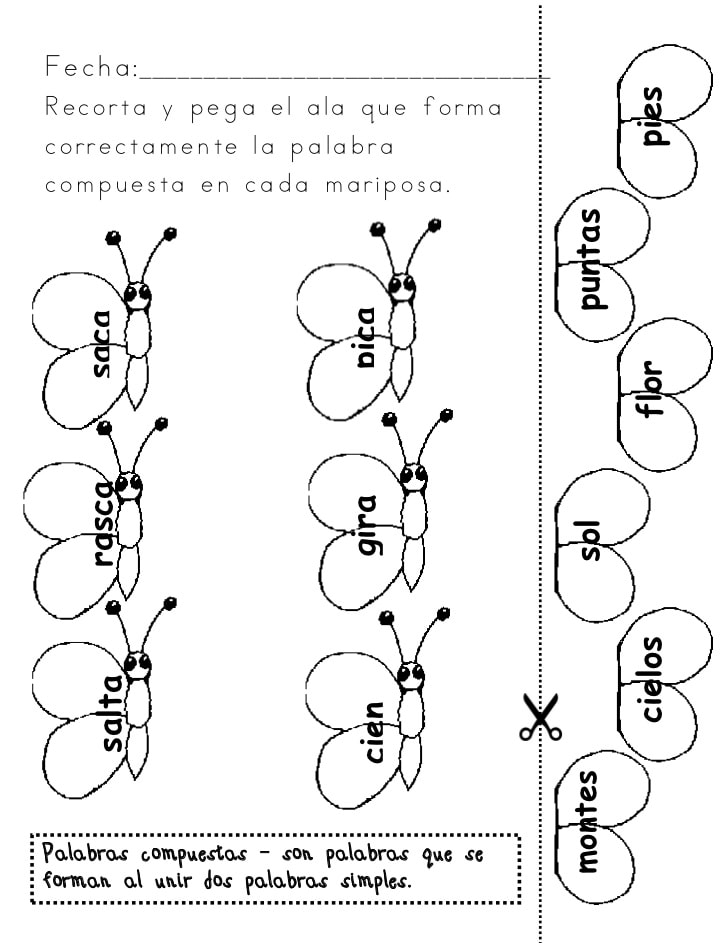 Fecha:________________________________
Recorta y pega el ala que forma
correctamente la palabra
compuesta en cada mariposa.
saca
pica
rasca
gira
salta
cien
Palabras compuestas – son palabras que se
forman al unir dos palabras simples.
pies
puntas
flor
sol
cielos
montes